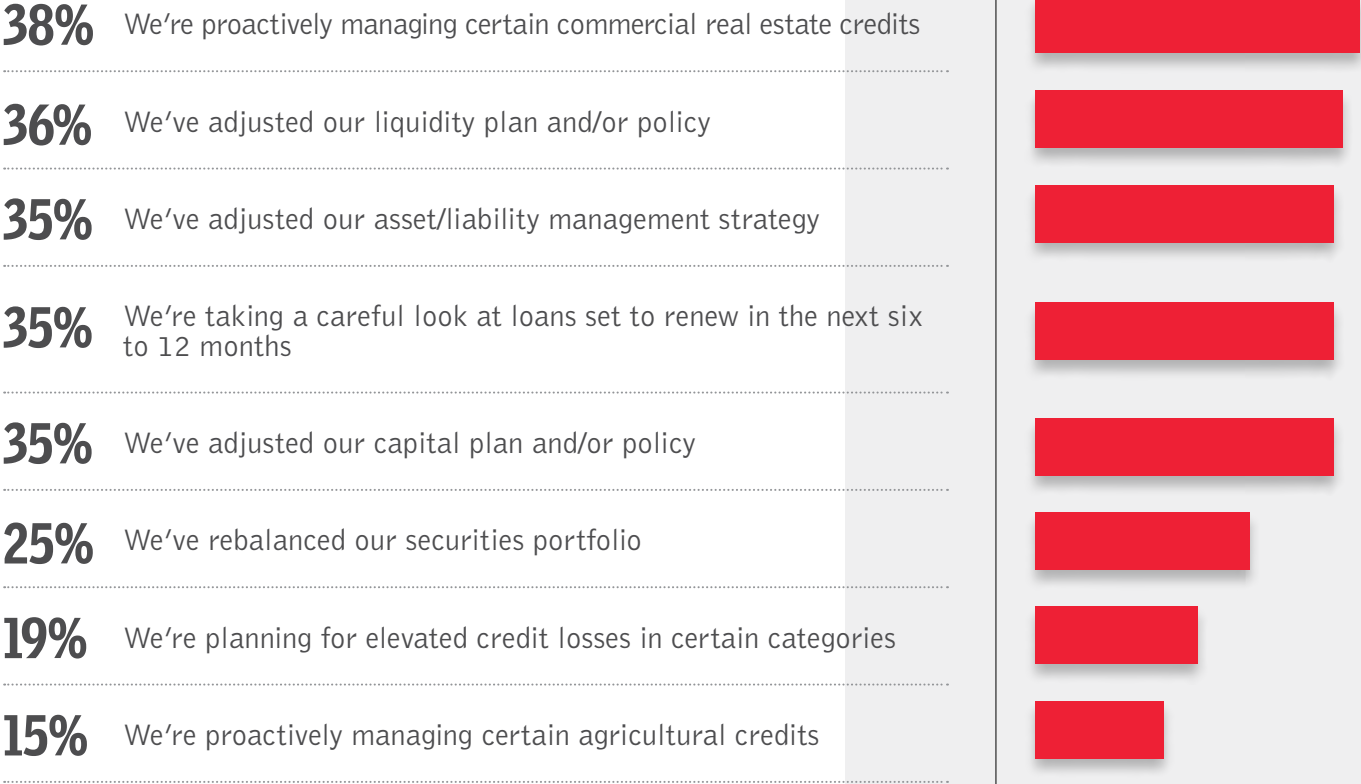 38% We're proactively managing certain commercial real estate credits
36% We've adjusted our liquidity plan and/or policy
35% We've adjusted our asset/liability management strategy
35% We're taking a careful look at loans set to renew in the next six
to 12 months
35% We've adjusted our capital plan and/or policy
25% We've rebalanced our securities portfolio
19% We're planning for elevated credit losses in certain categories
15% We're proactively managing certain agricultural credits